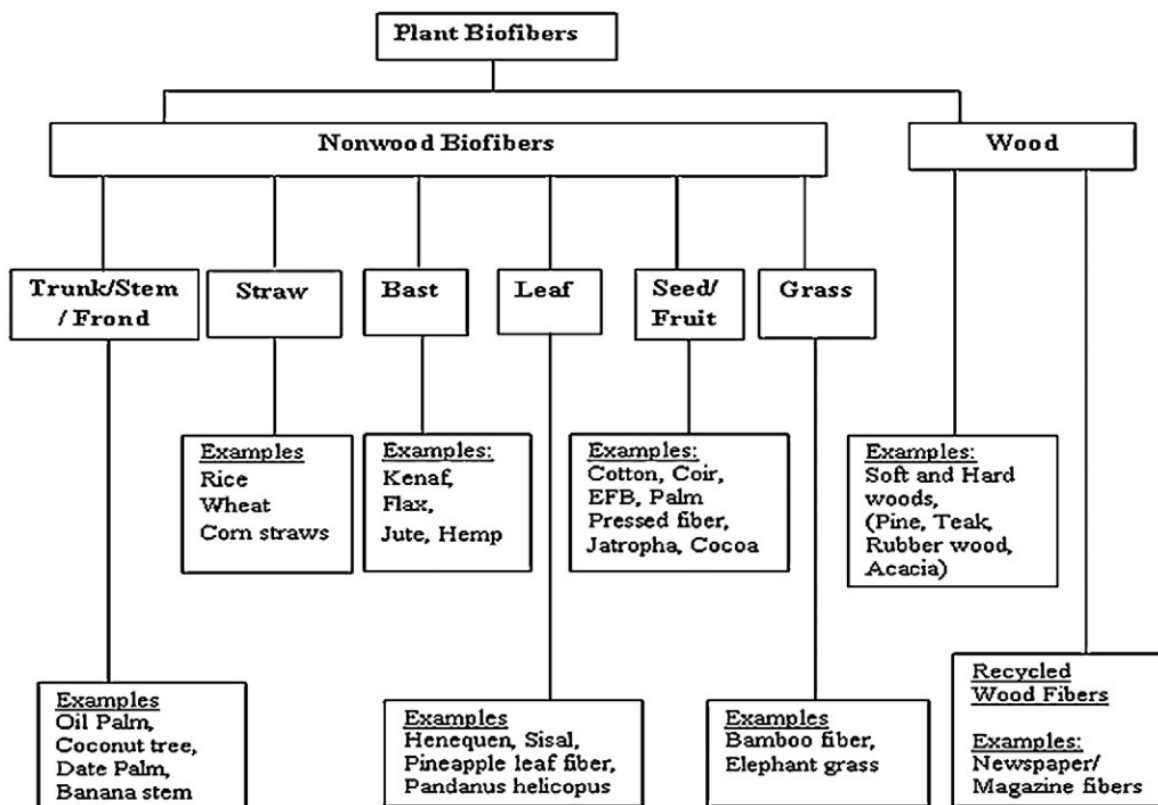 Plant Biofibers
Nonwood Biofibers
Wood
Trunk/Stem
/ Frond
Straw
Bast
Leaf
Seed/
Fruit
Grass
Examples
Rice
Wheat
Corn straws
Examples:
Kenaf,
Flax,
Jute, Hemp
Examples:
Cotton, Coir,
EFB, Palm
Pressed fiber,
Jatropha, Cocoa
Examples:
Soft and Hard
woods,
(Pine, Teak,
Rubber wood,
Acacia)
Examples
Oil Palm,
Coconut tree,
Date Palm,
Banana stem
Examples
Henequen, Sisal,
Pineapple leaf fiber,
Pandanus helicopus
Examples
Bamboo fiber,
Elephant grass
Recycled
Wood Fibers
Examples:
Newspaper/
Magazine fibers